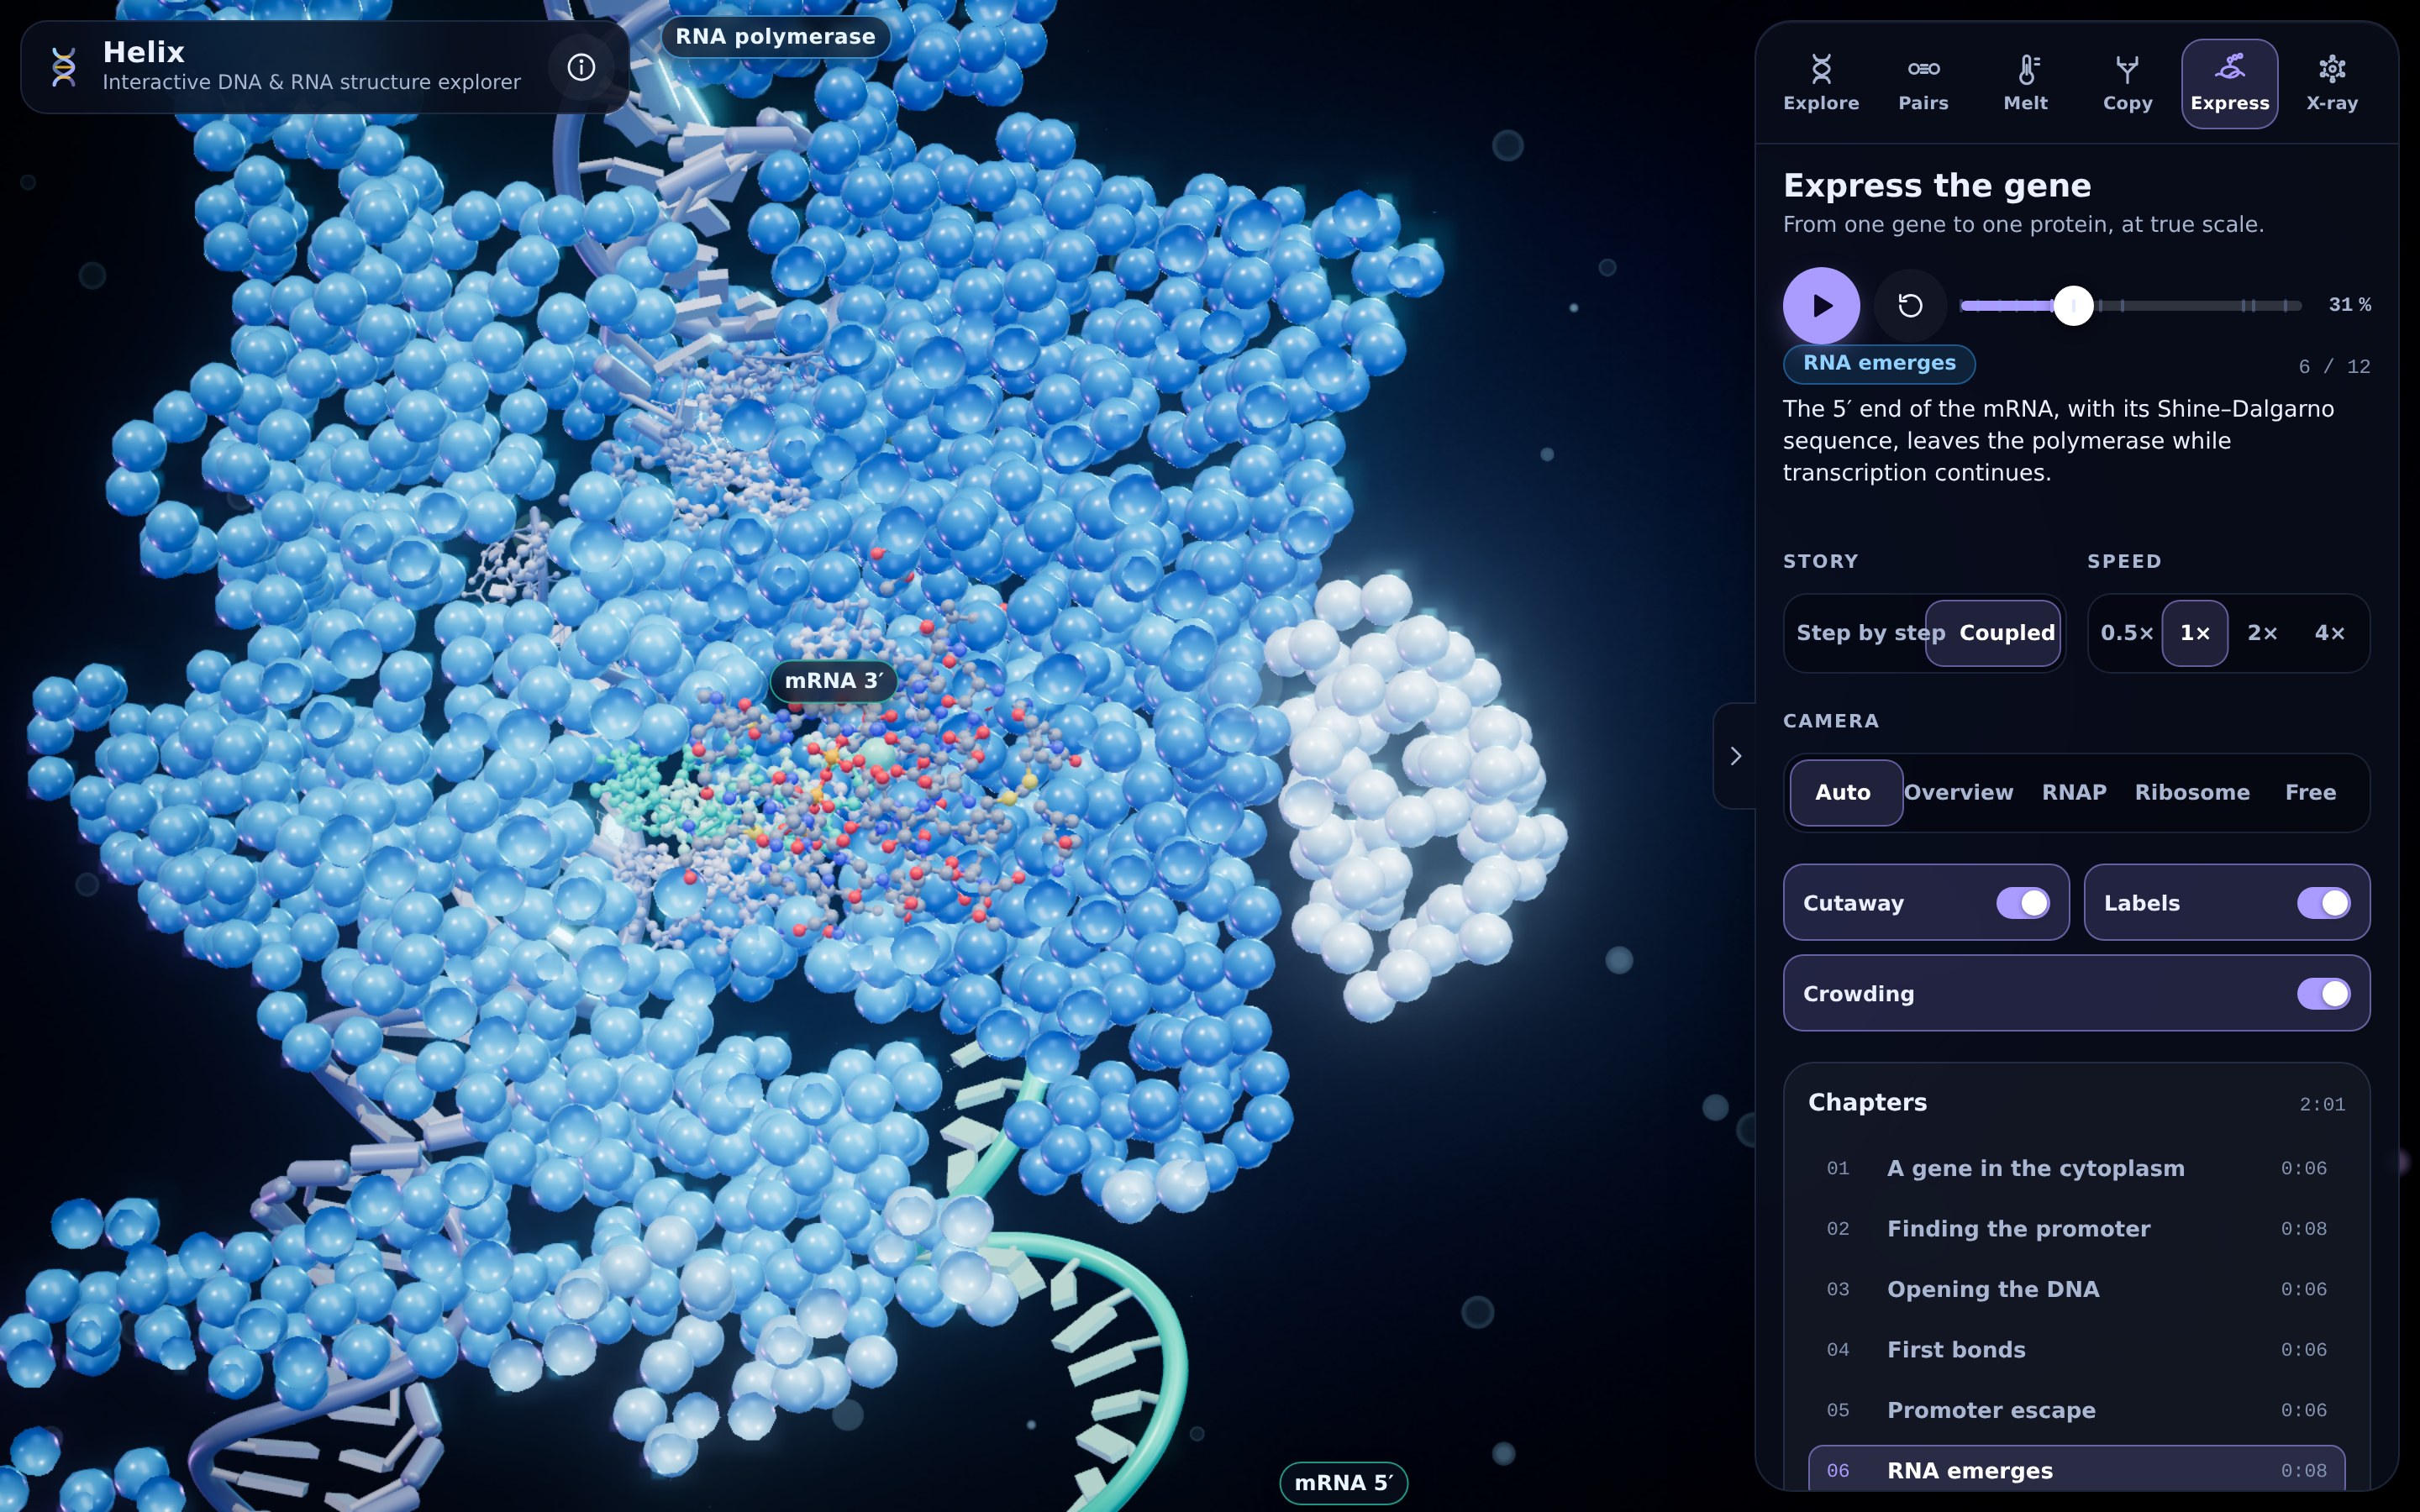 Helix
Interactive DNA & RNA structure explorer
RNA polymerase
mRNA 3′
mRNA 5′
Explore
Pairs
Melt
Copy
Express
X-ray
Express the gene
From one gene to one protein, at true scale.
31 %
RNA emerges
6 / 12
The 5′ end of the mRNA, with its Shine–Dalgarno
sequence, leaves the polymerase while
transcription continues.
STORY
SPEED
Step by step
Coupled
0.5×
1×
2×
4×
CAMERA
Auto
Overview
RNAP
Ribosome
Free
Cutaway
Labels
Crowding
Chapters
2:01
01 A gene in the cytoplasm 0:06
02 Finding the promoter 0:08
03 Opening the DNA 0:06
04 First bonds 0:06
05 Promoter escape 0:06
06 RNA emerges 0:08